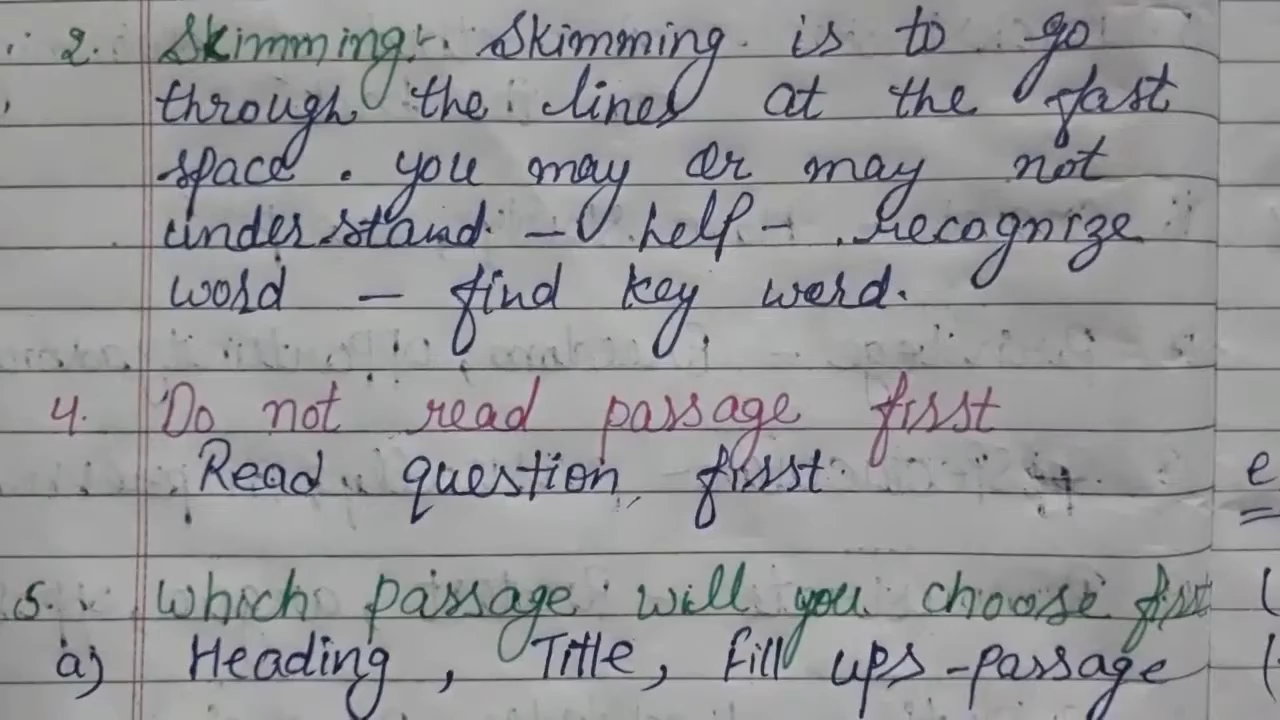 2. Skimming:- Skimming is to go
through the lines at the fast
space. you may or may not
understand - help - recognize
word - find key word.
4. Do not read passage first
Read question first
5. Which passage will you choose first
a) Heading, Title, fill ups -passage
e